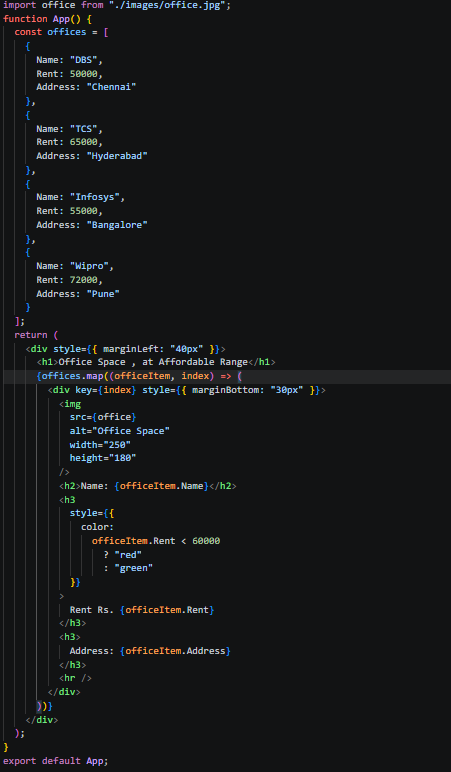 import office from "./images/office.jpg";
function App() {
  const offices = [
    {
      Name: "DBS",
      Rent: 50000,
      Address: "Chennai"
    },
    {
      Name: "TCS",
      Rent: 65000,
      Address: "Hyderabad"
    },
    {
      Name: "Infosys",
      Rent: 55000,
      Address: "Bangalore"
    },
    {
      Name: "Wipro",
      Rent: 72000,
      Address: "Pune"
    }
  ];
  return (
    <div style={{ marginLeft: "40px" }}>
      <h1>Office Space , at Affordable Range</h1>
      {offices.map((officeItem, index) => (
        <div key={index} style={{ marginBottom: "30px" }}>
          <img
            src={office}
            alt="Office Space"
            width="250"
            height="180"
          />
          <h2>Name: {officeItem.Name}</h2>
          <h3
            style={{
              color:
                officeItem.Rent < 60000
                  ? "red"
                  : "green"
            }}
          >
            Rent Rs. {officeItem.Rent}
          </h3>
          <h3>
            Address: {officeItem.Address}
          </h3>
          <hr />
        </div>
      ))}
    </div>
  );
}
export default App;